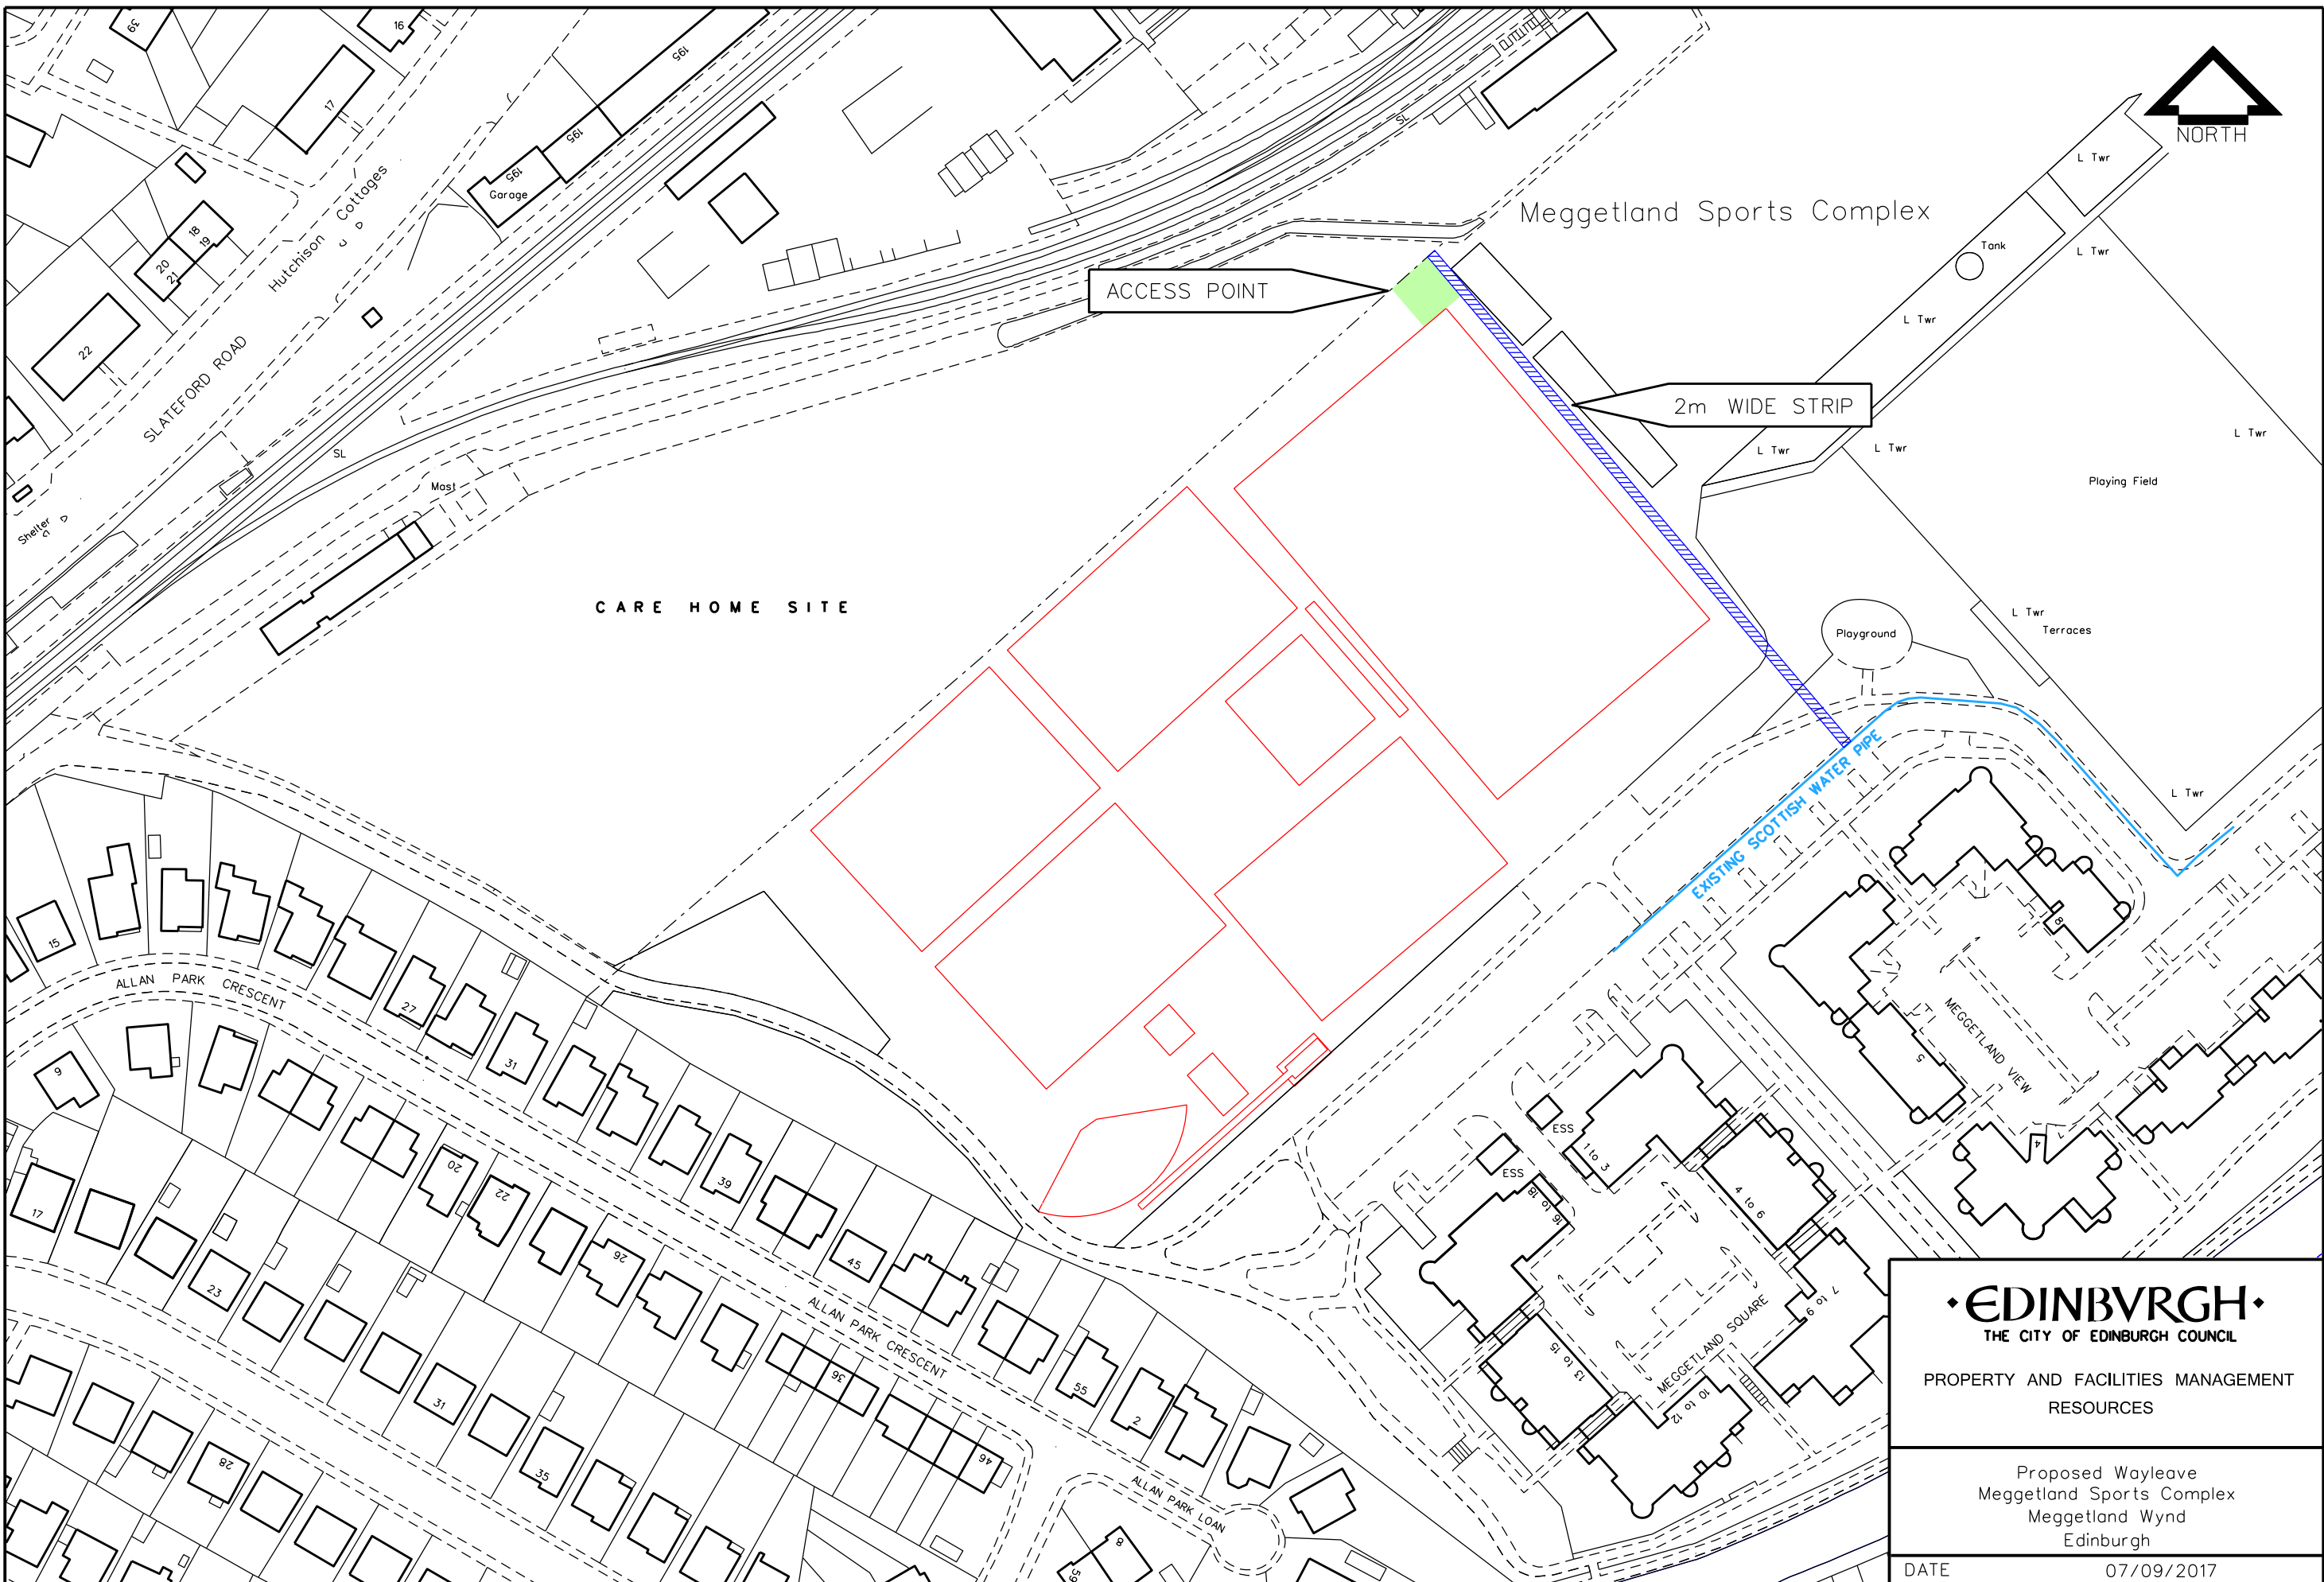 39
16
17
195
195
195
Garage
18
19
20
21
22
Hutchison Cottages
SLATEFORD ROAD
Shelter
SL
Mast
SL
NORTH
Meggetland Sports Complex
L Twr
L Twr
Tank
L Twr
L Twr
L Twr
L Twr
Playing Field
ACCESS POINT
2m WIDE STRIP
CARE HOME SITE
L Twr
Terraces
Playground
L Twr
EXISTING SCOTTISH WATER PIPE
15
ALLAN PARK CRESCENT
27
31
9
39
17
20
22
23
26
45
31
36
55
2
28
35
46
ALLAN PARK CRESCENT
ALLAN PARK LOAN
8
59
8
MEGGETLAND VIEW
5
4
ESS
ESS
1 to 3
4 to 6
16 to 18
7 to 9
13 to 15
10 to 12
MEGGETLAND SQUARE
·EDINBVRGH·
THE CITY OF EDINBURGH COUNCIL
PROPERTY AND FACILITIES MANAGEMENT
RESOURCES
Proposed Wayleave
Meggetland Sports Complex
Meggetland Wynd
Edinburgh
DATE 07/09/2017